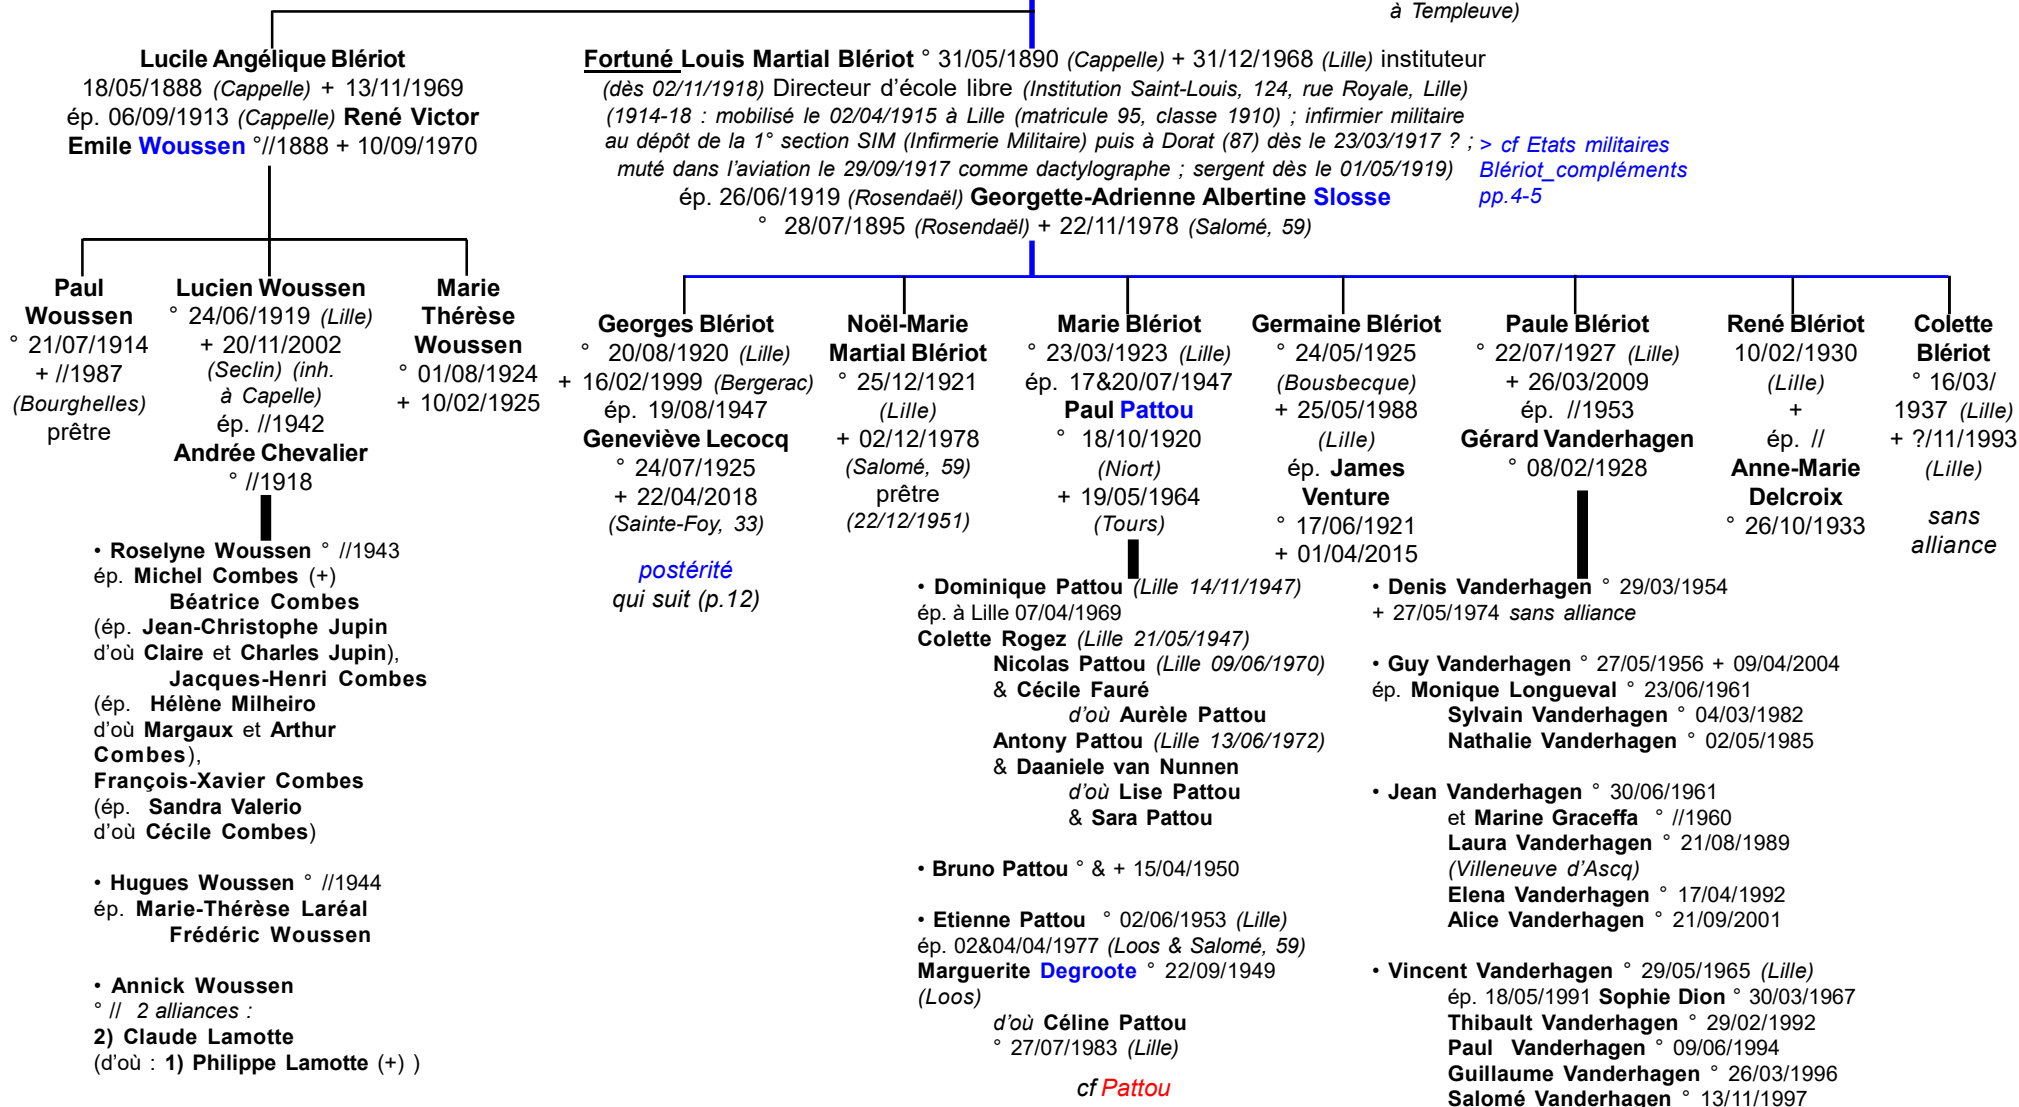 à Templeuve)
Lucile Angélique Blériot
18/05/1888 (Cappelle) + 13/11/1969
ép. 06/09/1913 (Cappelle) René Victor
Emile Woussen °//1888 + 10/09/1970
Fortuné Louis Martial Blériot ° 31/05/1890 (Cappelle) + 31/12/1968 (Lille) instituteur
(dès 02/11/1918) Directeur d’école libre (Institution Saint-Louis, 124, rue Royale, Lille)
(1914-18 : mobilisé le 02/04/1915 à Lille (matricule 95, classe 1910) ; infirmier militaire
au dépôt de la 1° section SIM (Infirmerie Militaire) puis à Dorat (87) dès le 23/03/1917 ? ;
muté dans l’aviation le 29/09/1917 comme dactylographe ; sergent dès le 01/05/1919)
ép. 26/06/1919 (Rosendaël) Georgette-Adrienne Albertine Slosse
° 28/07/1895 (Rosendaël) + 22/11/1978 (Salomé, 59)
> cf Etats militaires
Blériot_compléments
pp.4-5
Paul
Woussen
° 21/07/1914
+ //1987
(Bourghelles)
prêtre
Lucien Woussen
° 24/06/1919 (Lille)
+ 20/11/2002
(Seclin) (inh.
à Capelle)
ép. //1942
Andrée Chevalier
° //1918
Marie
Thérèse
Woussen
° 01/08/1924
+ 10/02/1925
Georges Blériot
° 20/08/1920 (Lille)
+ 16/02/1999 (Bergerac)
ép. 19/08/1947
Geneviève Lecocq
° 24/07/1925
+ 22/04/2018
(Sainte-Foy, 33)
postérité
qui suit (p.12)
Noël-Marie
Martial Blériot
° 25/12/1921
(Lille)
+ 02/12/1978
(Salomé, 59)
prêtre
(22/12/1951)
Marie Blériot
° 23/03/1923 (Lille)
ép. 17&20/07/1947
Paul Pattou
° 18/10/1920
(Niort)
+ 19/05/1964
(Tours)
Germaine Blériot
° 24/05/1925
(Bousbecque)
+ 25/05/1988
(Lille)
ép. James
Venture
° 17/06/1921
+ 01/04/2015
Paule Blériot
° 22/07/1927 (Lille)
+ 26/03/2009
ép. //1953
Gérard Vanderhagen
° 08/02/1928
René Blériot
10/02/1930
(Lille)
+
ép. //
Anne-Marie
Delcroix
° 26/10/1933
Colette
Blériot
° 16/03/
1937 (Lille)
+ ?/11/1993
(Lille)
sans
alliance
• Roselyne Woussen ° //1943
ép. Michel Combes (+)
Béatrice Combes
(ép. Jean-Christophe Jupin
d’où Claire et Charles Jupin),
Jacques-Henri Combes
(ép. Hélène Milheiro
d’où Margaux et Arthur
Combes),
François-Xavier Combes
(ép. Sandra Valerio
d’où Cécile Combes)
• Hugues Woussen ° //1944
ép. Marie-Thérèse Laréal
Frédéric Woussen
• Annick Woussen
° // 2 alliances :
2) Claude Lamotte
(d’où : 1) Philippe Lamotte (+) )
• Dominique Pattou (Lille 14/11/1947)
ép. à Lille 07/04/1969
Colette Rogez (Lille 21/05/1947)
Nicolas Pattou (Lille 09/06/1970)
& Cécile Fauré
d’où Aurèle Pattou
Antony Pattou (Lille 13/06/1972)
& Daaniele van Nunnen
d’où Lise Pattou
& Sara Pattou
• Bruno Pattou ° & + 15/04/1950
• Etienne Pattou ° 02/06/1953 (Lille)
ép. 02&04/04/1977 (Loos & Salomé, 59)
Marguerite Degroote ° 22/09/1949
(Loos)
d’où Céline Pattou
° 27/07/1983 (Lille)
cf Pattou
• Denis Vanderhagen ° 29/03/1954
+ 27/05/1974 sans alliance
• Guy Vanderhagen ° 27/05/1956 + 09/04/2004
ép. Monique Longueval ° 23/06/1961
Sylvain Vanderhagen ° 04/03/1982
Nathalie Vanderhagen ° 02/05/1985
• Jean Vanderhagen ° 30/06/1961
et Marine Graceffa ° //1960
Laura Vanderhagen ° 21/08/1989
(Villeneuve d’Ascq)
Elena Vanderhagen ° 17/04/1992
Alice Vanderhagen ° 21/09/2001
• Vincent Vanderhagen ° 29/05/1965 (Lille)
ép. 18/05/1991 Sophie Dion ° 30/03/1967
Thibault Vanderhagen ° 29/02/1992
Paul Vanderhagen ° 09/06/1994
Guillaume Vanderhagen ° 26/03/1996
Salomé Vanderhagen ° 13/11/1997